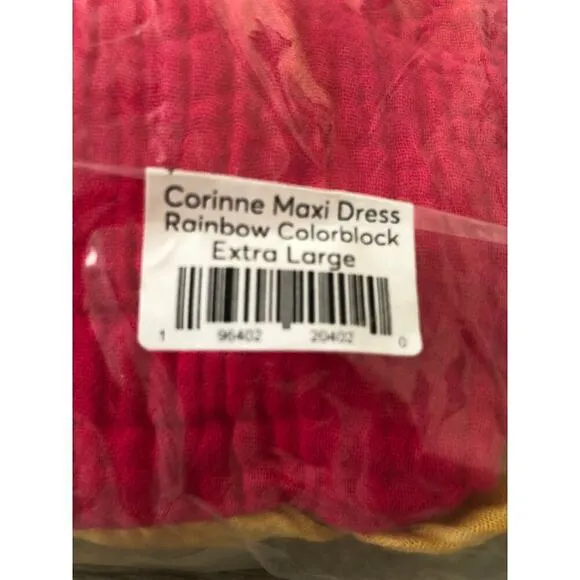 Corinne Maxi Dress
Rainbow Colorblock
Extra Large
1 96402 20402 0